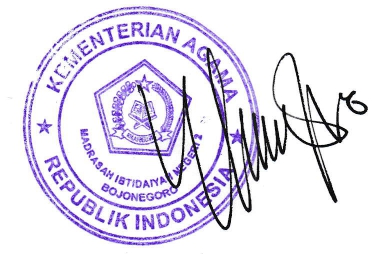 KEMENTERIAN AGAMA
MADRASAH IBTIDAIYAH NEGERI 2
BOJONEGORO
REPUBLIK INDONESIA